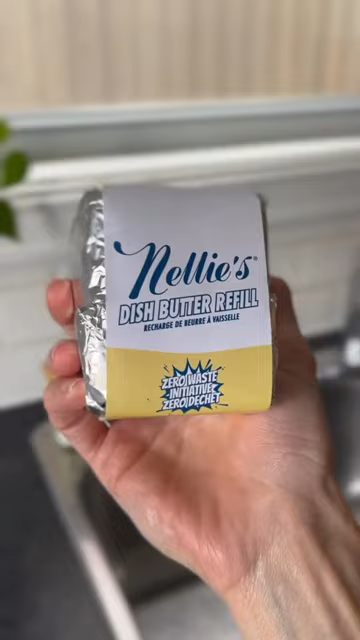 Nellie's®
DISH BUTTER REFILL
RECHARGE DE BEURRE À VAISSELLE
ZERO WASTE
INITIATIVE
ZÉRO DÉCHET